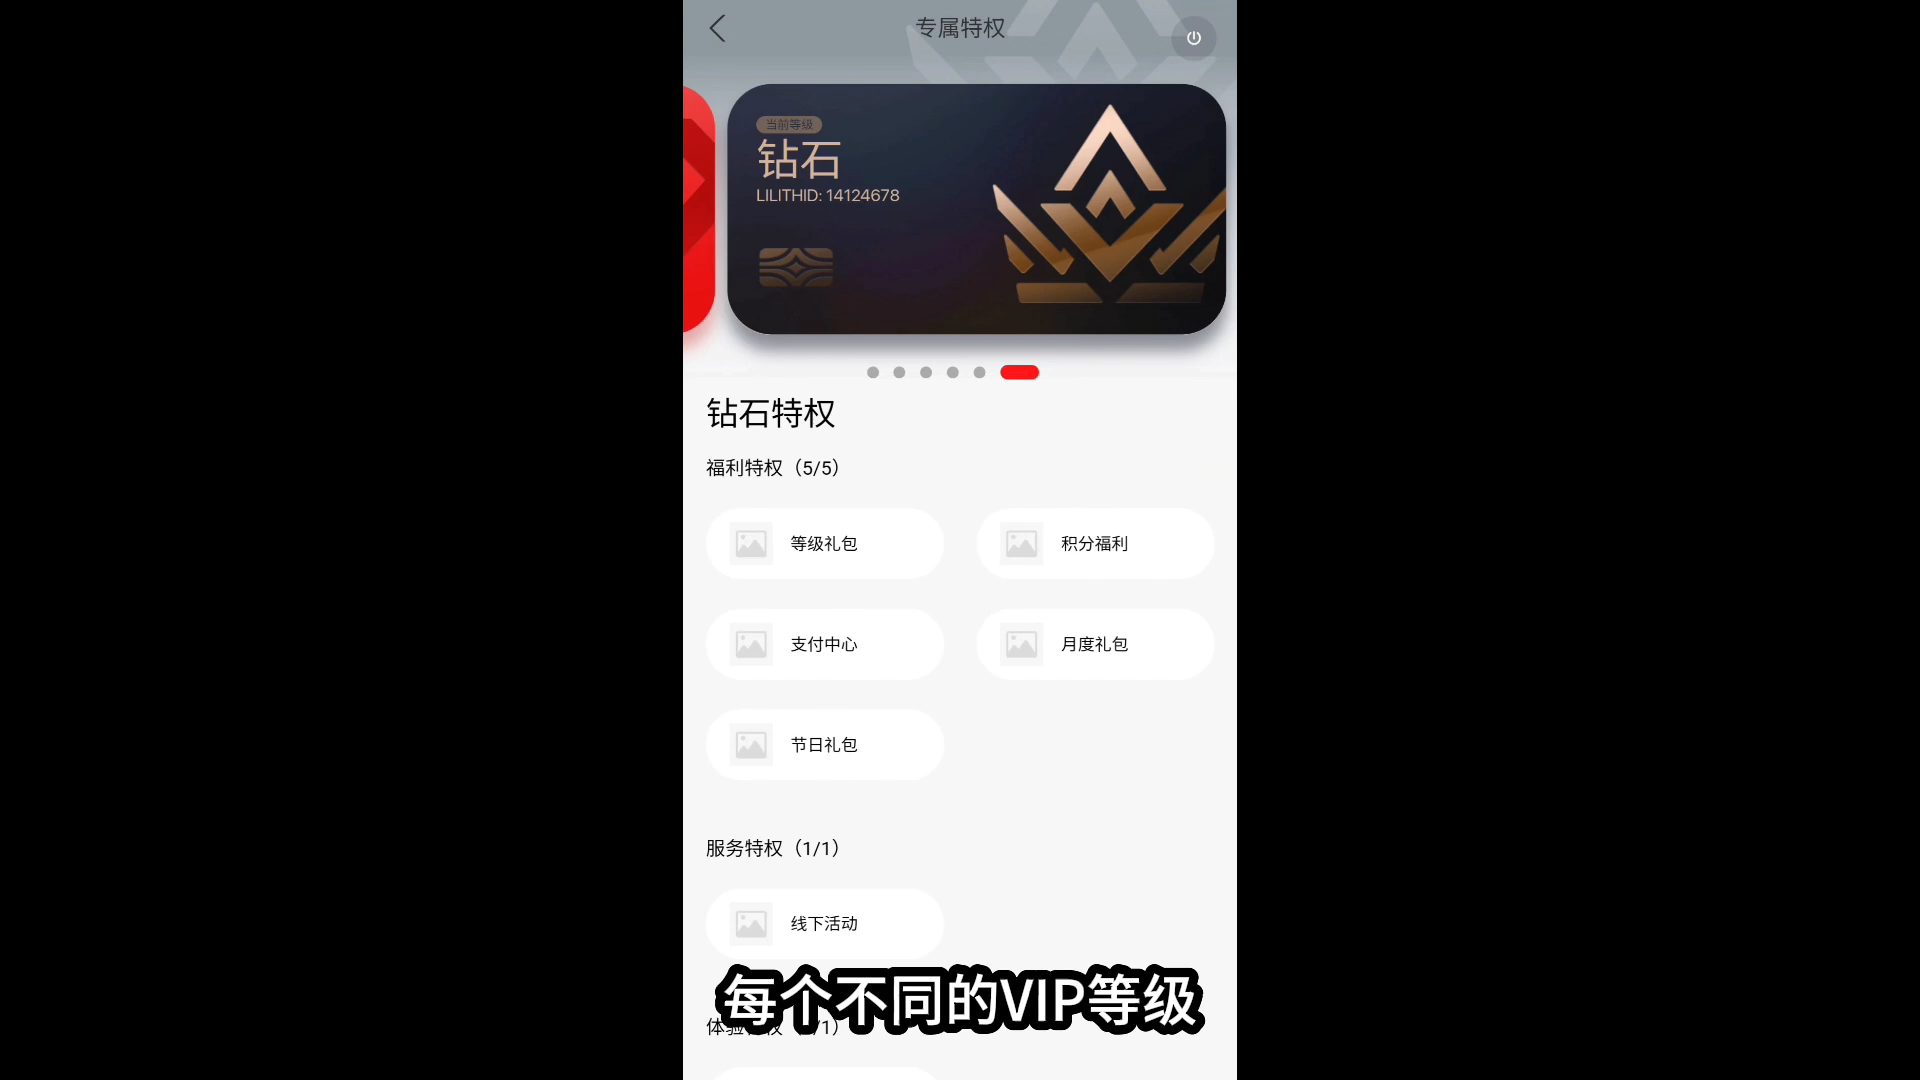 专属特权
当前等级
钻石
LILITHID: 14124678
钻石特权
福利特权（5/5）
等级礼包
积分福利
支付中心
月度礼包
节日礼包
服务特权（1/1）
线下活动
每个不同的VIP等级